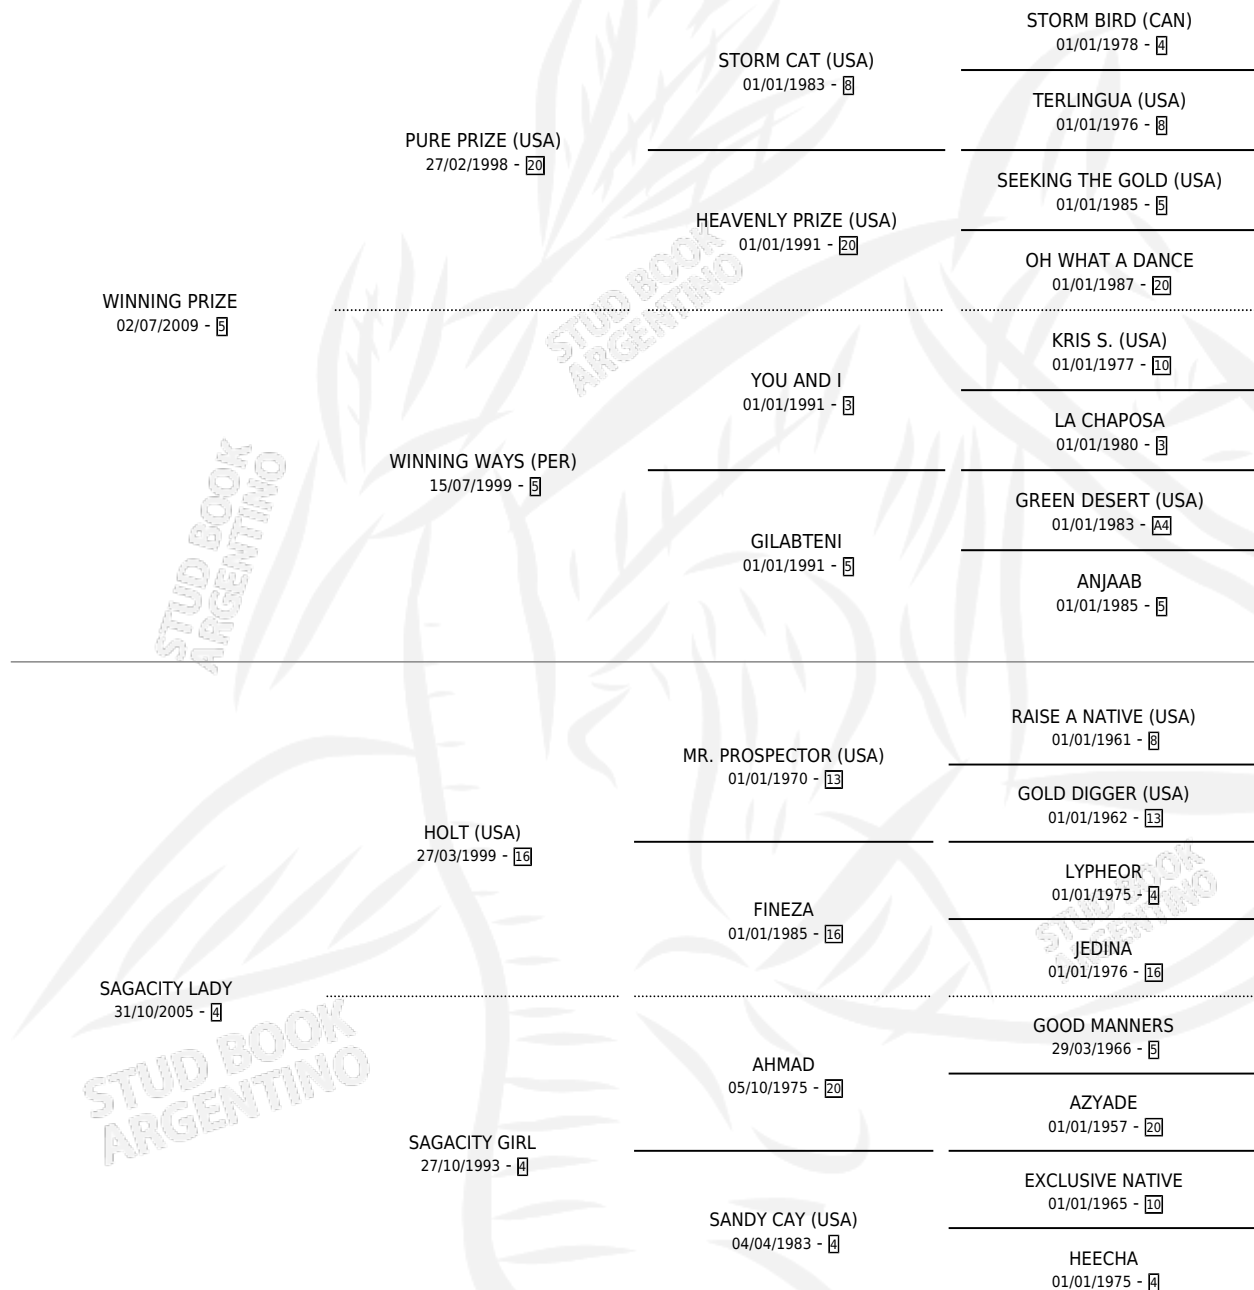 STORM BIRD (CAN)
01/01/1978 - 4
STORM CAT (USA)
01/01/1983 - 8
TERLINGUA (USA)
01/01/1976 - 8
PURE PRIZE (USA)
27/02/1998 - 20
SEEKING THE GOLD (USA)
01/01/1985 - 5
HEAVENLY PRIZE (USA)
01/01/1991 - 20
OH WHAT A DANCE
01/01/1987 - 20
WINNING PRIZE
02/07/2009 - 5
KRIS S. (USA)
01/01/1977 - 10
YOU AND I
01/01/1991 - 3
LA CHAPOSA
01/01/1980 - 3
WINNING WAYS (PER)
15/07/1999 - 5
GREEN DESERT (USA)
01/01/1983 - A4
GILABTENI
01/01/1991 - 5
ANJAAB
01/01/1985 - 5
STUD BOOK
ARGENTINO
STUD BOOK
ARGENTINO
RAISE A NATIVE (USA)
01/01/1961 - 8
MR. PROSPECTOR (USA)
01/01/1970 - 13
GOLD DIGGER (USA)
01/01/1962 - 13
HOLT (USA)
27/03/1999 - 16
LYPHEOR
01/01/1975 - 4
FINEZA
01/01/1985 - 16
JEDINA
01/01/1976 - 16
SAGACITY LADY
31/10/2005 - 4
GOOD MANNERS
29/03/1966 - 5
AHMAD
05/10/1975 - 20
AZYADE
01/01/1957 - 20
SAGACITY GIRL
27/10/1993 - 4
EXCLUSIVE NATIVE
01/01/1965 - 10
SANDY CAY (USA)
04/04/1983 - 4
HEECHA
01/01/1975 - 4
STUD BOOK
ARGENTINO
STUD BOOK
ARGENTINO